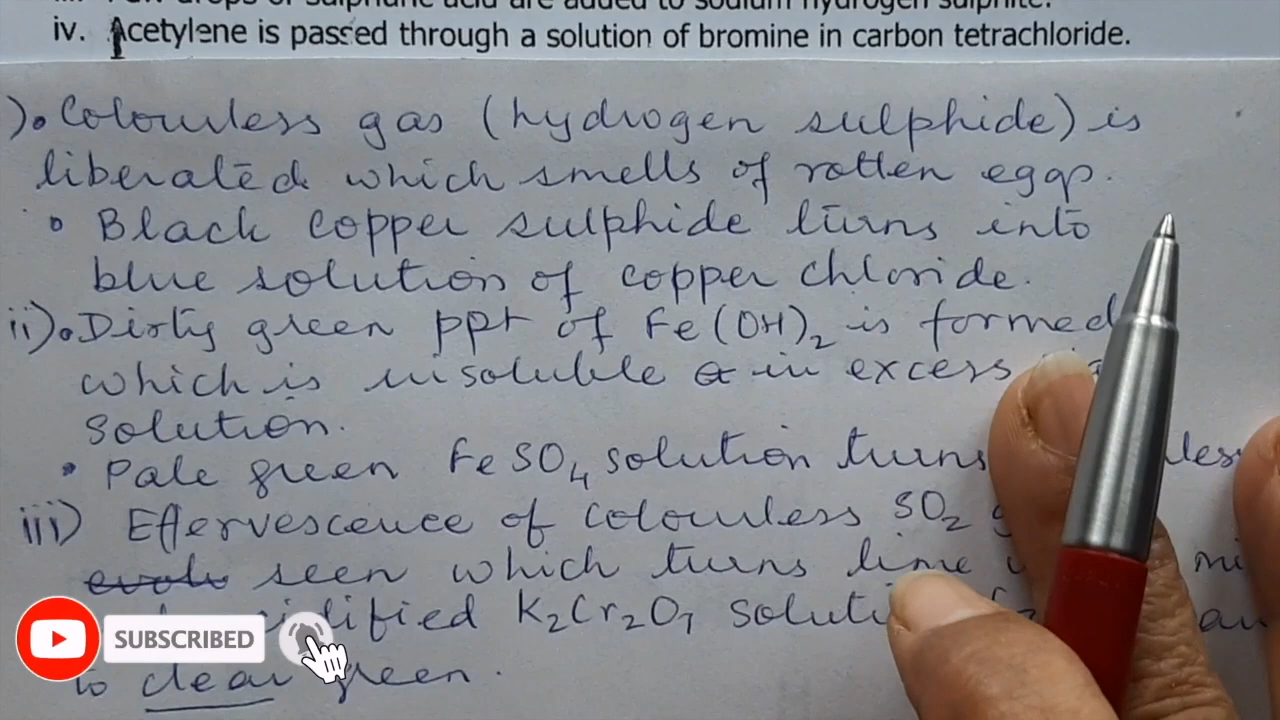 iv. Acetylene is passed through a solution of bromine in carbon tetrachloride.
). • Colourless gas (hydrogen sulphide) is
liberated which smells of rotten eggs.
• Black copper sulphide turns into
blue solution of copper chloride.
ii). • Dirty green ppt of Fe(OH)2 is formed
which is insoluble in excess
solution.
• Pale green FeSO4 solution turns
iii) Effervescence of colourless SO2
seen which turns lime
K2Cr2O7
SUBSCRIBED
to clear green.